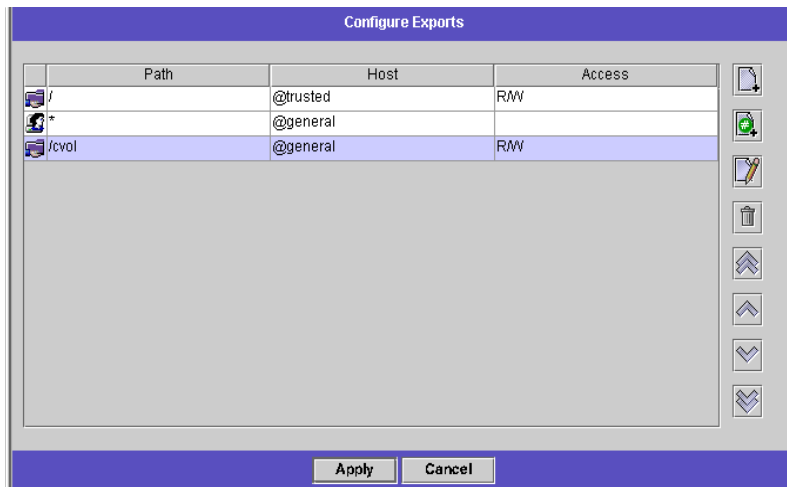 Configure Exports
Path Host Access
/ @trusted R/W
* @general
/cvol @general R/W
Apply Cancel